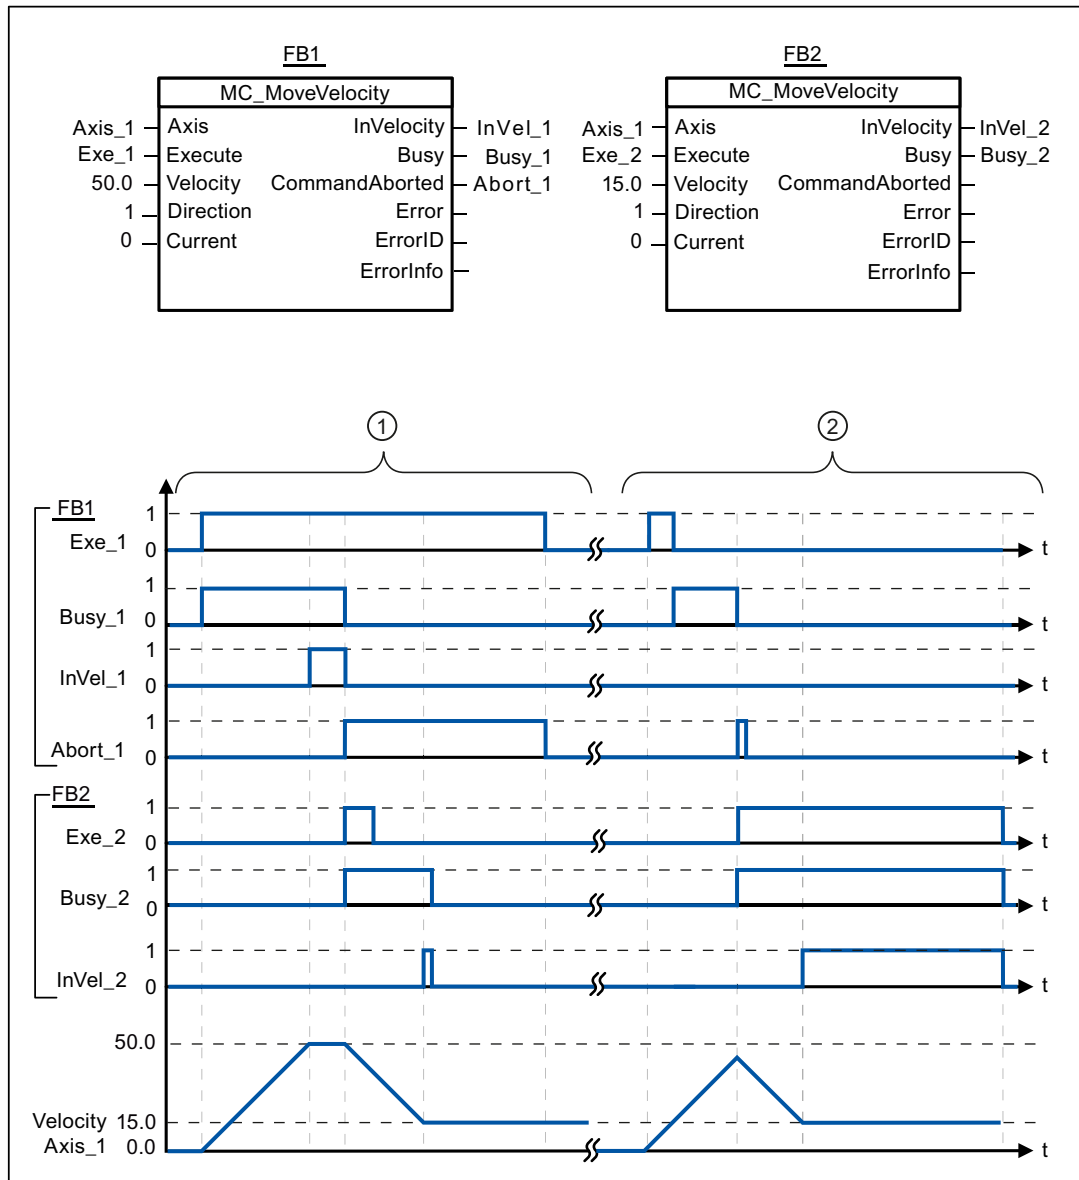 FB1 FB2
MC_MoveVelocity MC_MoveVelocity
Axis_1 Axis InVelocity InVel_1 Axis_1 Axis InVelocity InVel_2
Exe_1 Execute Busy Busy_1 Exe_2 Execute Busy Busy_2
50.0 Velocity CommandAborted Abort_1 15.0 Velocity CommandAborted
1 Direction Error 1 Direction Error
0 Current ErrorID 0 Current ErrorID
ErrorInfo ErrorInfo
1 2
FB1 1
Exe_1 0 t
1
Busy_1 0 t
1
InVel_1 0 t
1
Abort_1 0 t
FB2 1
Exe_2 0 t
1
Busy_2 0 t
1
InVel_2 0 t
50.0
Velocity 15.0
Axis_1 0.0 t